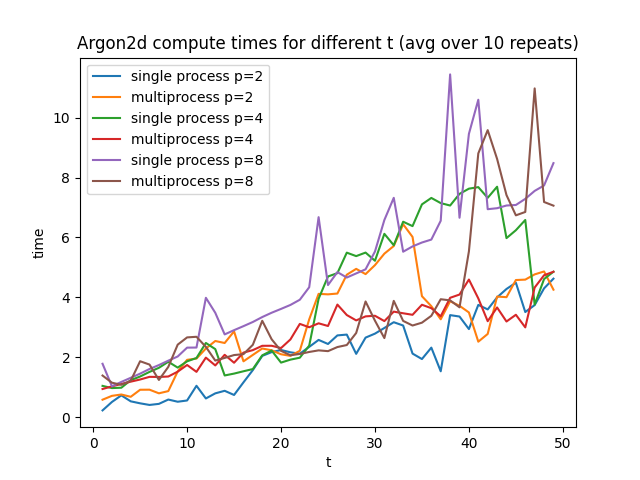 Argon2d compute times for different t (avg over 10 repeats)
single process p=2
multiprocess p=2
single process p=4
multiprocess p=4
single process p=8
multiprocess p=8
10
8
6
4
2
0
time
0 10 20 30 40 50
t